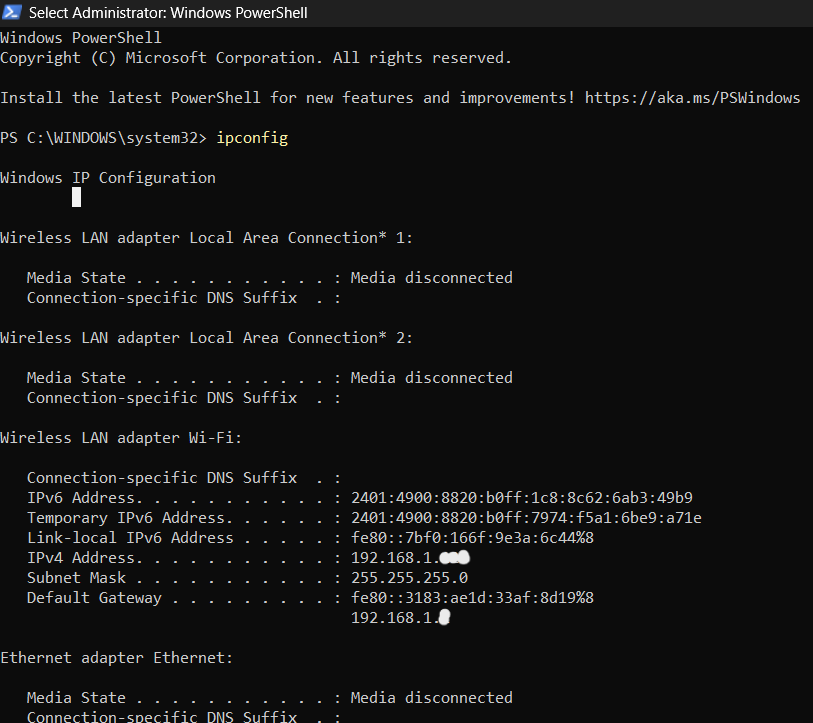 Select Administrator: Windows PowerShell
Windows PowerShell
Copyright (C) Microsoft Corporation. All rights reserved.
Install the latest PowerShell for new features and improvements! https://aka.ms/PSWindows
PS C:\WINDOWS\system32> ipconfig
Windows IP Configuration
Wireless LAN adapter Local Area Connection* 1:
Media State . . . . . . . . . . . : Media disconnected
Connection-specific DNS Suffix  . :
Wireless LAN adapter Local Area Connection* 2:
Media State . . . . . . . . . . . : Media disconnected
Connection-specific DNS Suffix  . :
Wireless LAN adapter Wi-Fi:
Connection-specific DNS Suffix  . :
IPv6 Address. . . . . . . . . . . : 2401:4900:8820:b0ff:1c8:8c62:6ab3:49b9
Temporary IPv6 Address. . . . . . : 2401:4900:8820:b0ff:7974:f5a1:6be9:a71e
Link-local IPv6 Address . . . . . : fe80::7bf0:166f:9e3a:6c44%8
IPv4 Address. . . . . . . . . . . : 192.168.1.
Subnet Mask . . . . . . . . . . . : 255.255.255.0
Default Gateway . . . . . . . . . : fe80::3183:ae1d:33af:8d19%8
192.168.1.
Ethernet adapter Ethernet:
Media State . . . . . . . . . . . : Media disconnected
Connection-specific DNS Suffix  . :